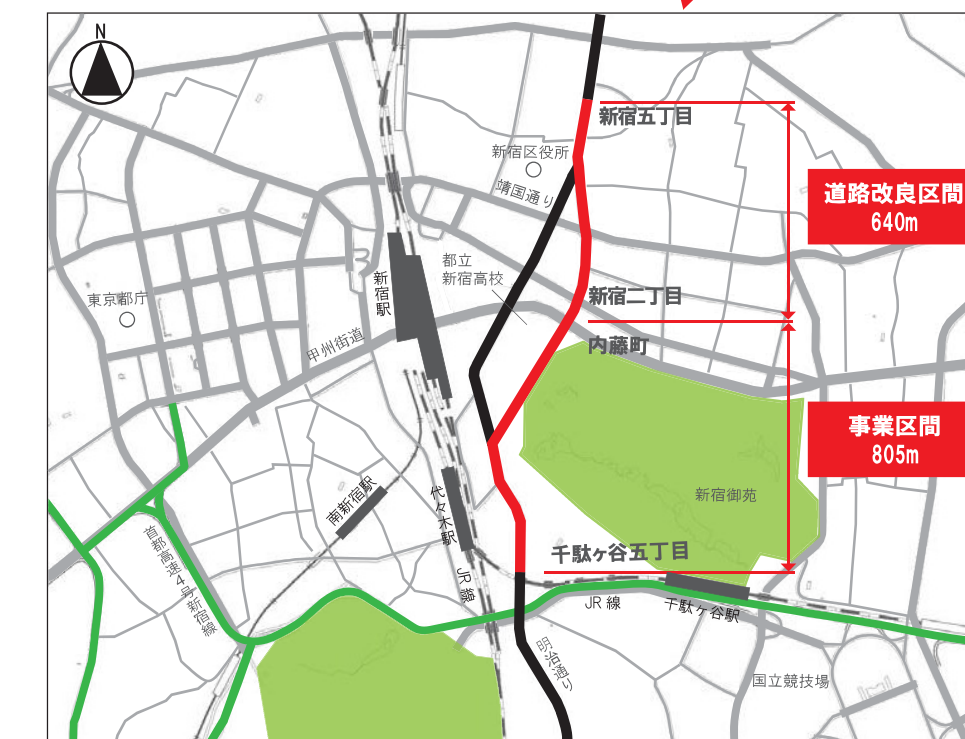 N
新宿五丁目
新宿区役所
靖国通り
道路改良区間
640m
都立
新宿高校
新宿駅
新宿二丁目
東京都庁
甲州街道
内藤町
事業区間
805m
新宿御苑
南新宿駅
代々木駅
首都高速4号新宿線
千駄ヶ谷五丁目
JR線
JR線
千駄ケ谷駅
明治通り
国立競技場